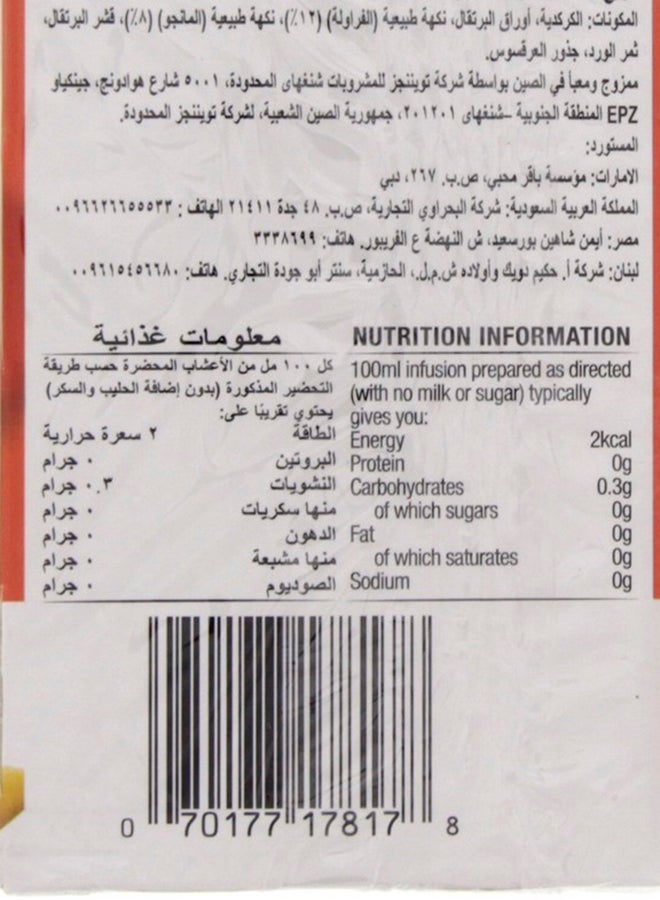 المكونات: الكركدية، أوراق البرتقال، نكهة طبيعية (الفراولة) (١٢٪)، نكهة طبيعية (المانجو) (٨٪)، قشر البرتقال،
ثمر الورد، جذور العرقسوس.
ممزوج ومعبأ في الصين بواسطة شركة تويننجز للمشروبات شنغهاى المحدودة، ٥٠٠١ شارع هوادونج، جينكياو
EPZ المنطقة الجنوبية –شنغهاى ٢٠١٢٠١، جمهورية الصين الشعبية، لشركة تويننجز المحدودة.
المستورد:
الامارات: مؤسسة باقر محبي، ص.ب. ٢٦٧، دبي
المملكة العربية السعودية: شركة البحراوي التجارية، ص.ب. ٤٨ جدة ٢١٤١١ الهاتف : ٠٠٩٦٦٢٦٦٥٥٥٣٣
مصر: أيمن شاهين بورسعيد، ش النهضة ع الفريبور. هاتف: ٣٣٣٨٦٩٩
لبنان: شركة أ. حكيم دويك وأولاده ش.م.ل.، الحازمية، سنتر أبو جودة التجاري. هاتف: ٠٠٩٦١٥٤٥٦٦٨٠
معلومات غذائية
كل ١٠٠ مل من الأعشاب المحضرة حسب طريقة
التحضير المذكورة (بدون إضافة الحليب والسكر)
يحتوي تقريبًا على:
الطاقة ٢ سعرة حرارية
البروتين ٠ جرام
النشويات ٠.٣ جرام
منها سكريات ٠ جرام
الدهون ٠ جرام
منها مشبعة ٠ جرام
الصوديوم ٠ جرام
NUTRITION INFORMATION
100ml infusion prepared as directed
(with no milk or sugar) typically
gives you:
Energy 2kcal
Protein 0g
Carbohydrates 0.3g
of which sugars 0g
Fat 0g
of which saturates 0g
Sodium 0g
0 70177 17817 8